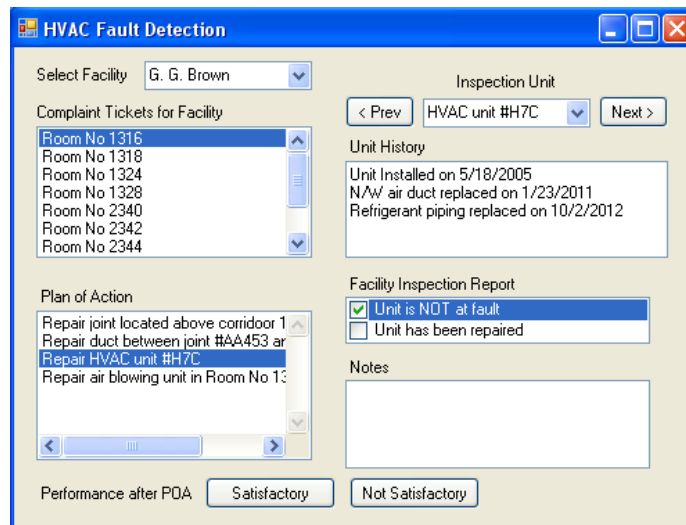 HVAC Fault Detection
Select Facility G. G. Brown
Complaint Tickets for Facility
Room No 1316
Room No 1318
Room No 1324
Room No 1328
Room No 2340
Room No 2342
Room No 2344
Inspection Unit
< Prev HVAC unit #H7C Next >
Unit History
Unit Installed on 5/18/2005
N/W air duct replaced on 1/23/2011
Refrigerant piping replaced on 10/2/2012
Plan of Action
Repair joint located above corridoor 1
Repair duct between joint #AA453 ar
Repair HVAC unit #H7C
Repair air blowing unit in Room No 13
Facility Inspection Report
Unit is NOT at fault
Unit has been repaired
Notes
Performance after POA Satisfactory Not Satisfactory